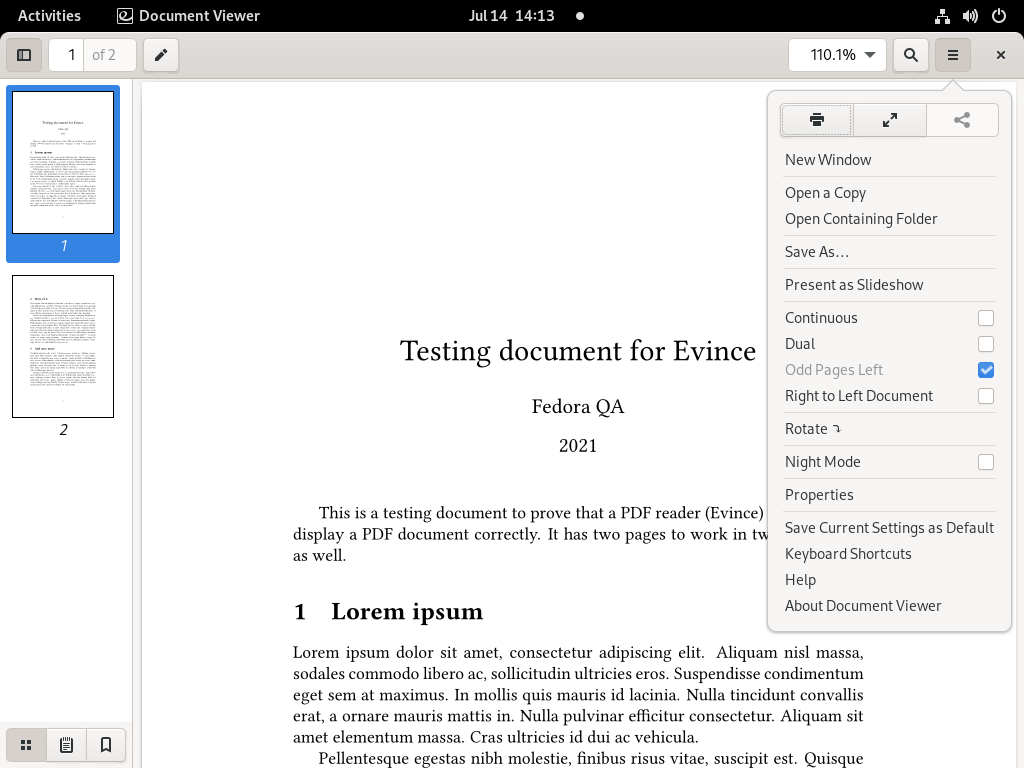 Activities Document Viewer Jul 14 14:13
1 of 2 110.1%
1
2
Testing document for Evince
Fedora QA
2021
This is a testing document to prove that a PDF reader (Evince)
display a PDF document correctly. It has two pages to work in
as well.
1 Lorem ipsum
Lorem ipsum dolor sit amet, consectetur adipiscing elit. Aliquam nisl massa,
sodales commodo libero ac, sollicitudin ultricies eros. Suspendisse condimentum
eget sem at maximus. In mollis quis mauris id lacinia. Nulla tincidunt convallis
erat, a ornare mauris mattis in. Nulla pulvinar efficitur consectetur. Aliquam sit
amet elementum massa. Cras ultricies id dui ac vehicula.
Pellentesque egestas nibh molestie, finibus risus vitae, suscipit est. Quisque
New Window
Open a Copy
Open Containing Folder
Save As…
Present as Slideshow
Continuous
Dual
Odd Pages Left
Right to Left Document
Rotate ⤵
Night Mode
Properties
Save Current Settings as Default
Keyboard Shortcuts
Help
About Document Viewer